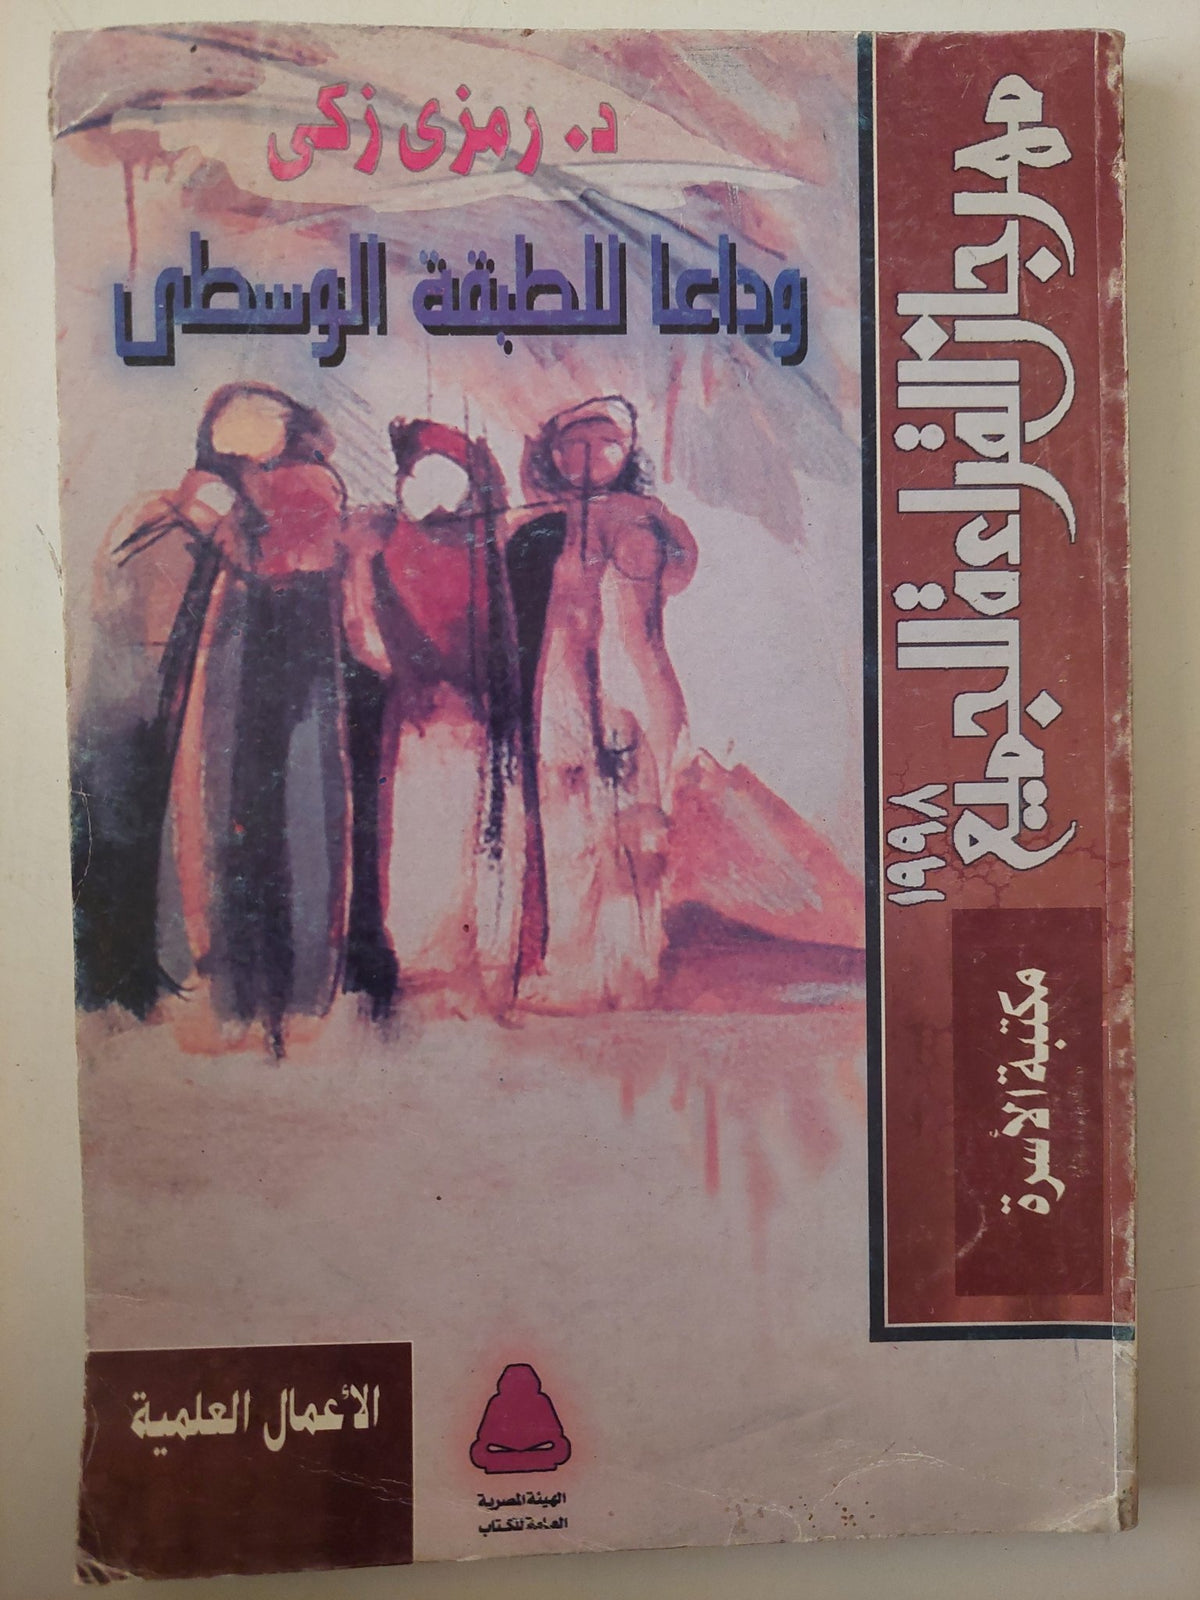 د. رمزى زكى
وداعا للطبقة الوسطى
مهرجان القراءة للجميع
١٩٩٨
مكتبة الأسرة
الأعمال العلمية
الهيئة المصرية
العامة للكتاب